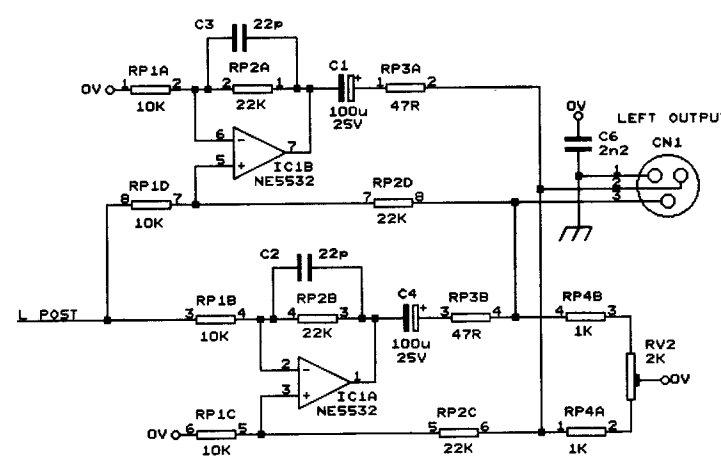 C3 22p
RP1A RP2A C1 RP3A
0V 1 2 2 1 + 1 2
10K 22K 100u 25V 47R
6 - 7
5 +
IC1B
NE5532
0V
C6
2n2
LEFT OUTPUT
CN1
1
2
3
RP1D RP2D
8 7 7 8
10K 22K
C2 22p
L POST
RP1B RP2B C4 RP3B RP4B
3 4 4 3 + 3 4 4 3
10K 22K 100u 25V 47R 1K
RV2
2K
0V
2 - 1
3 +
IC1A
NE5532
RP1C RP2C RP4A
0V 6 5 5 6 1 2
10K 22K 1K